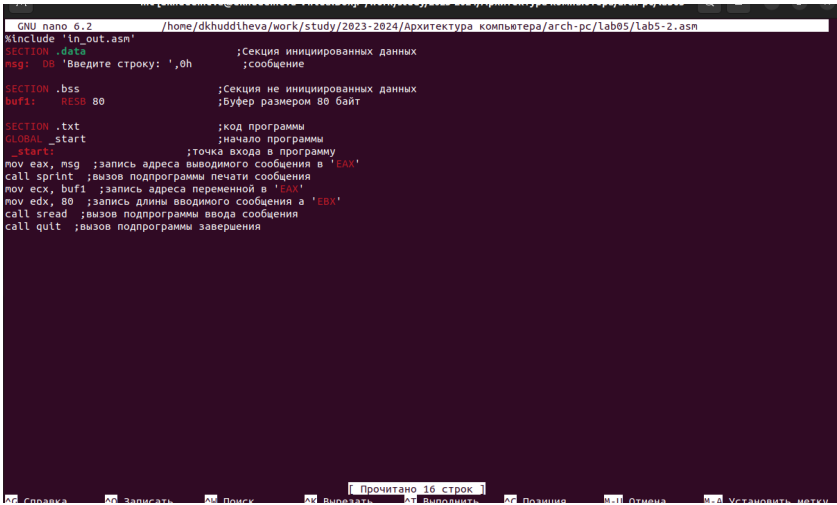 GNU nano 6.2 /home/dkhuddiheva/work/study/2023-2024/Архитектура компьютера/arch-pc/lab05/lab5-2.asm
%include 'in_out.asm'
SECTION .data ;Секция инициированных данных
msg: DB 'Введите строку: ',0h ;сообщение
SECTION .bss ;Секция не инициированных данных
buf1: RESB 80 ;Буфер размером 80 байт
SECTION .txt ;код программы
GLOBAL _start ;начало программы
_start: ;точка входа в программу
mov eax, msg ;запись адреса выводимого сообщения в 'EAX'
call sprint ;вызов подпрограммы печати сообщения
mov ecx, buf1 ;запись адреса переменной в 'EAX'
mov edx, 80 ;запись длины вводимого сообщения а 'EBX'
call sread ;вызов подпрограммы ввода сообщения
call quit ;вызов подпрограммы завершения
[ Прочитано 16 строк ]
^G Справка ^O Записать ^W Поиск ^K Вырезать ^T Выполнить ^C Позиция M-U Отмена M-A Установить метку